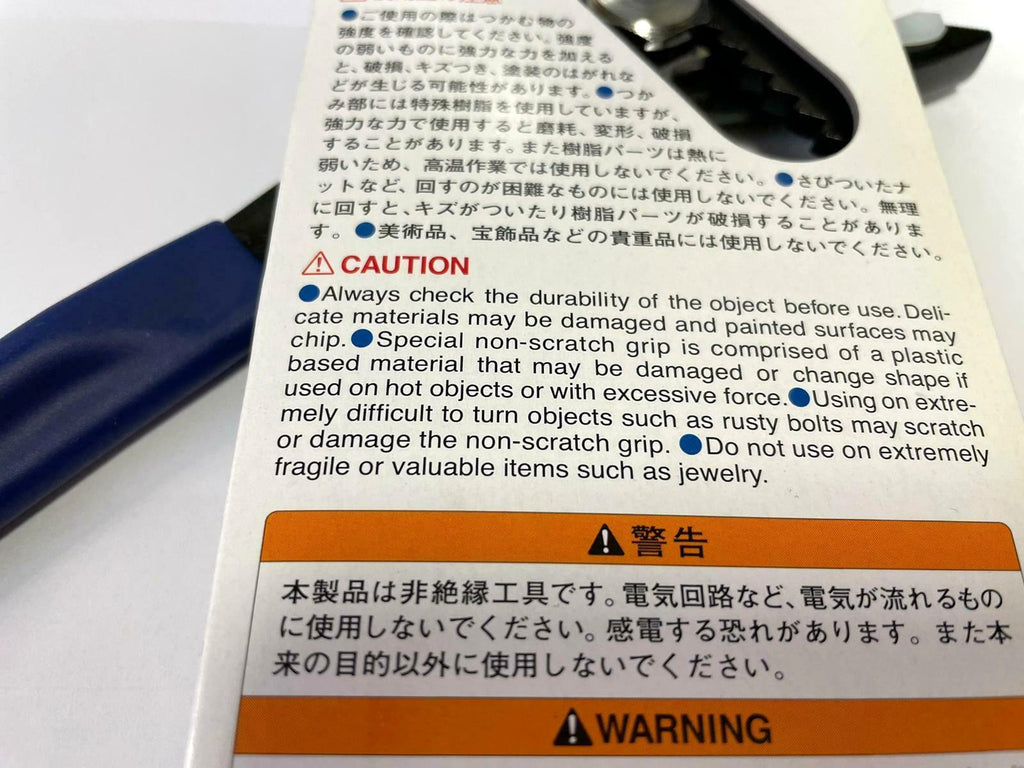 ●ご使用の際はつかむ物の
強度を確認してください。強度
の弱いものに強力な力を加える
と、破損、キズつき、塗装のはがれな
どが生じる可能性があります。●つか
み部には特殊樹脂を使用していますが、
強力な力で使用すると磨耗、変形、破損
することがあります。また樹脂パーツは熱に
弱いため、高温作業では使用しないでください。●さびついたナ
ットなど、回すのが困難なものには使用しないでください。無理
に回すと、キズがついたり樹脂パーツが破損することがありま
す。●美術品、宝飾品などの貴重品には使用しないでください。
⚠ CAUTION
●Always check the durability of the object before use. Deli-
cate materials may be damaged and painted surfaces may
chip. ●Special non-scratch grip is comprised of a plastic
based material that may be damaged or change shape if
used on hot objects or with excessive force. ●Using on extre-
mely difficult to turn objects such as rusty bolts may scratch
or damage the non-scratch grip. ●Do not use on extremely
fragile or valuable items such as jewelry.
⚠ 警告
本製品は非絶縁工具です。電気回路など、電気が流れるもの
に使用しないでください。感電する恐れがあります。また本
来の目的以外に使用しないでください。
⚠ WARNING